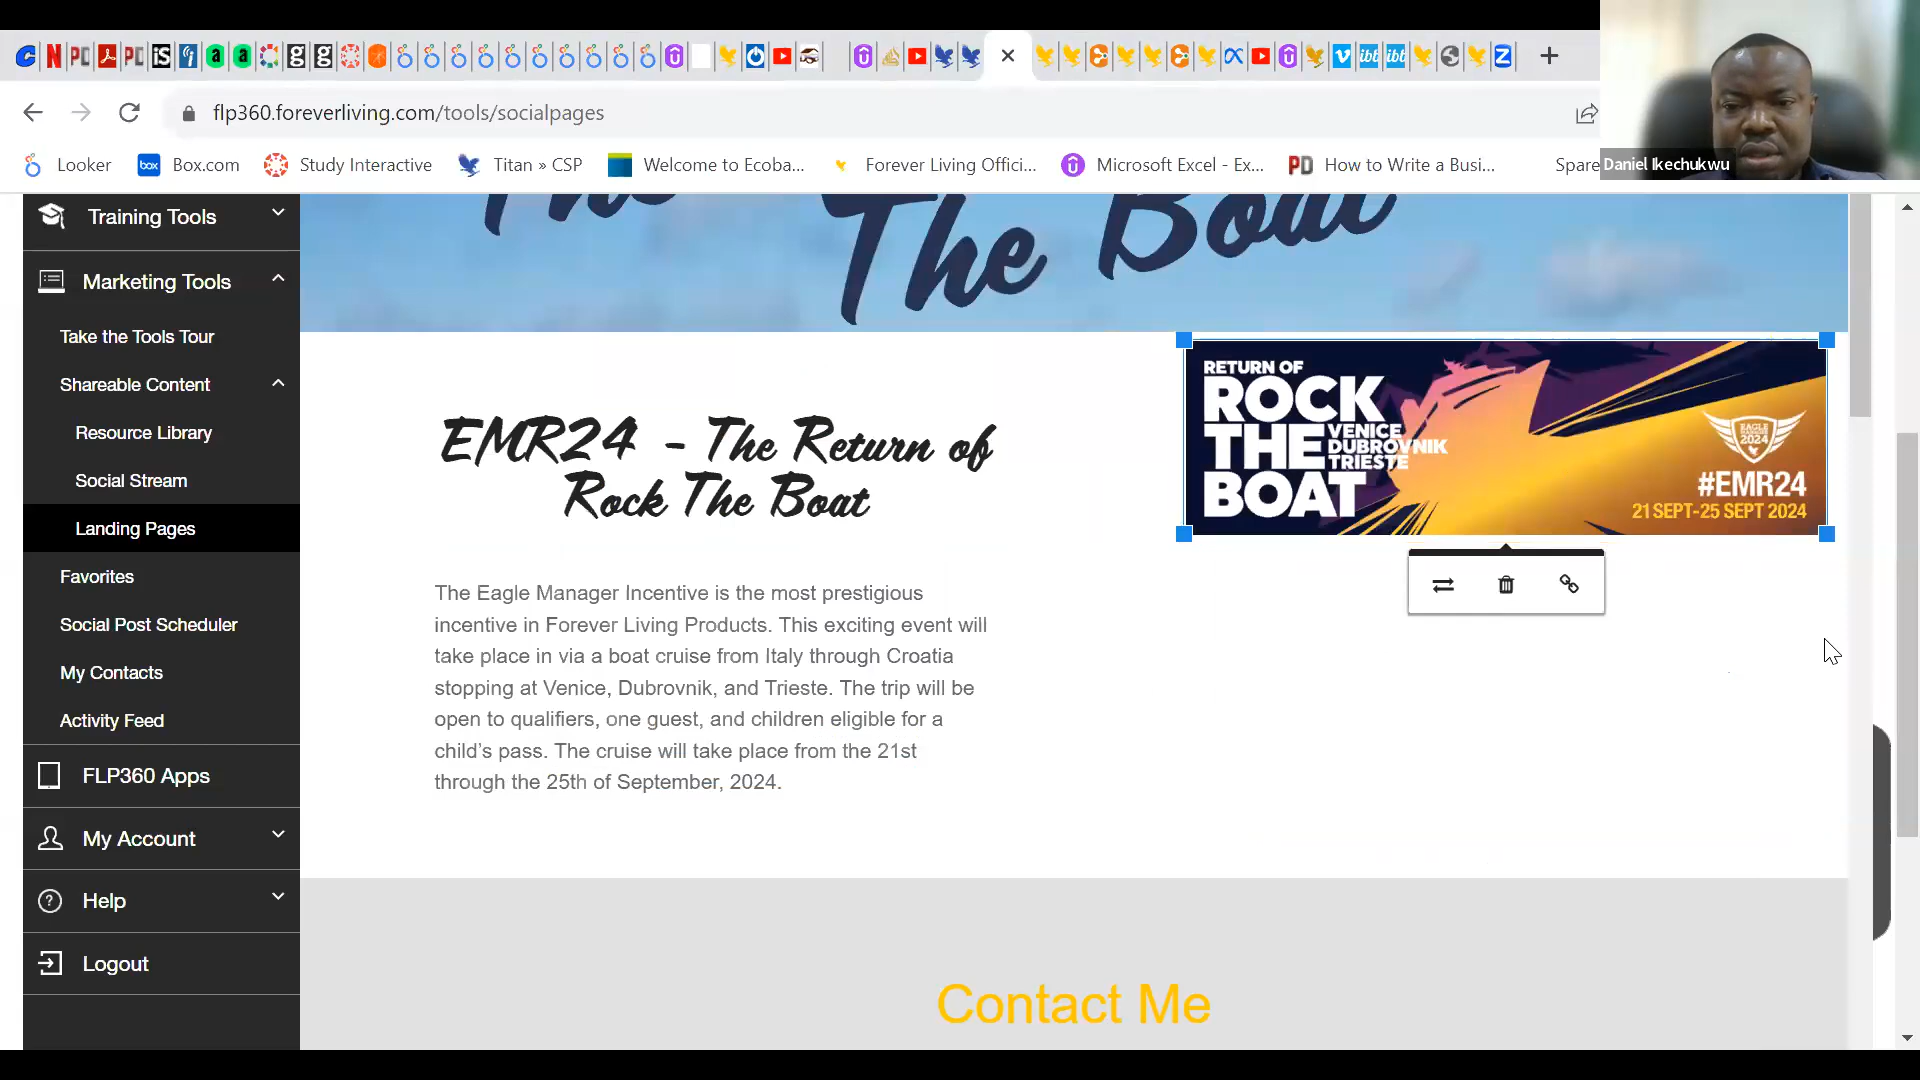 flp360.foreverliving.com/tools/socialpages
Looker
Box.com
Study Interactive
Titan » CSP
Welcome to Ecoba...
Forever Living Offici...
Microsoft Excel - Ex...
How to Write a Busi...
Spare
Daniel Ikechukwu
Training Tools
Marketing Tools
Take the Tools Tour
Shareable Content
Resource Library
Social Stream
Landing Pages
Favorites
Social Post Scheduler
My Contacts
Activity Feed
FLP360 Apps
My Account
Help
Logout
The Boat
EMR24 - The Return of
Rock The Boat
The Eagle Manager Incentive is the most prestigious
incentive in Forever Living Products. This exciting event will
take place in via a boat cruise from Italy through Croatia
stopping at Venice, Dubrovnik, and Trieste. The trip will be
open to qualifiers, one guest, and children eligible for a
child's pass. The cruise will take place from the 21st
through the 25th of September, 2024.
RETURN OF
ROCK
THE
VENICE
DUBROVNIK
TRIESTE
BOAT
EAGLE
MANAGER
2024
#EMR24
21 SEPT-25 SEPT 2024
Contact Me